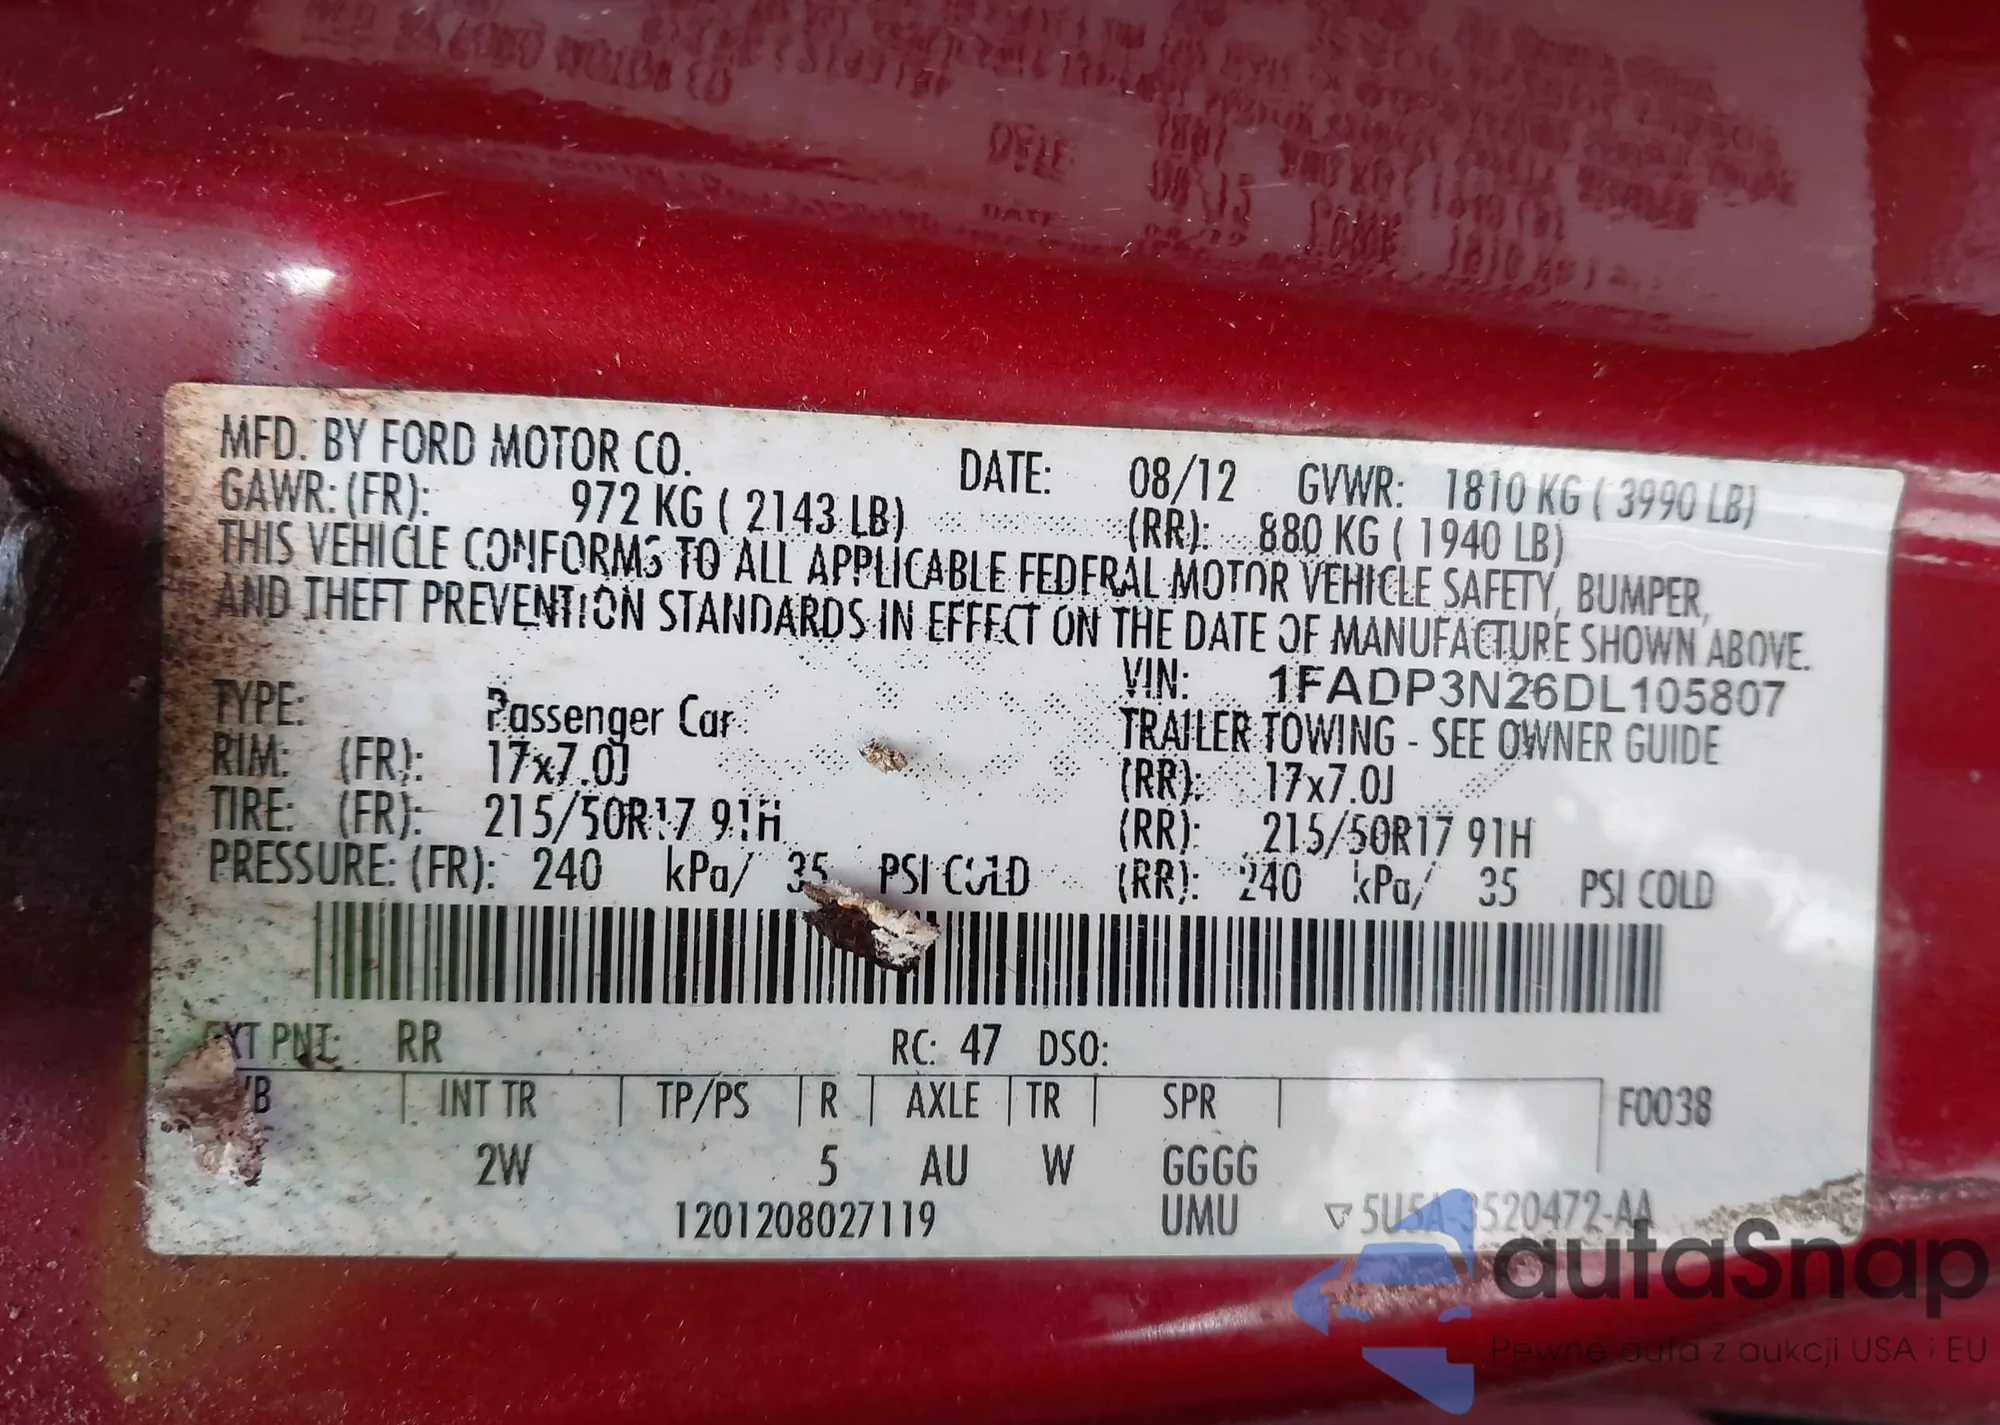 MFD. BY FORD MOTOR CO.
DATE: 08/12 GVWR: 1810 KG ( 3990 LB)
GAWR: (FR): 972 KG ( 2143 LB) (RR): 880 KG ( 1940 LB)
THIS VEHICLE CONFORMS TO ALL APPLICABLE FEDERAL MOTOR VEHICLE SAFETY, BUMPER,
AND THEFT PREVENTION STANDARDS IN EFFECT ON THE DATE OF MANUFACTURE SHOWN ABOVE.
VIN: 1FADP3N26DL105807
TYPE: Passenger Car TRAILER TOWING - SEE OWNER GUIDE
RIM: (FR): 17x7.0J (RR): 17x7.0J
TIRE: (FR): 215/50R17 91H (RR): 215/50R17 91H
PRESSURE: (FR): 240 kPa/ 35 PSI COLD (RR): 240 kPa/ 35 PSI COLD
EXT PNT: RR RC: 47 DSO:
INT TR TP/PS R AXLE TR SPR F0038
2W 5 AU W GGGG
1201208027119 UMU 5U5A-3520472-AA
autaSnap
Pewne auta z aukcji USA i EU